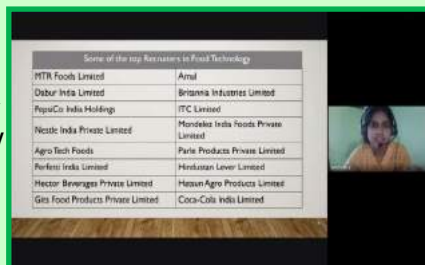 Some of the top Recruiters in Food Technology
MTR Foods Limited
Amul
Dabur India Limited
Britannia Industries Limited
PepsiCo India Holdings
ITC Limited
Nestle India Private Limited
Mondelez India Foods Private
Limited
Agro Tech Foods
Parle Products Private Limited
Perfetti India Limited
Hindustan Lever Limited
Hector Beverages Private Limited
Hatsun Agro Products Limited
Gits Food Products Private Limited
Coca-Cola India Limited